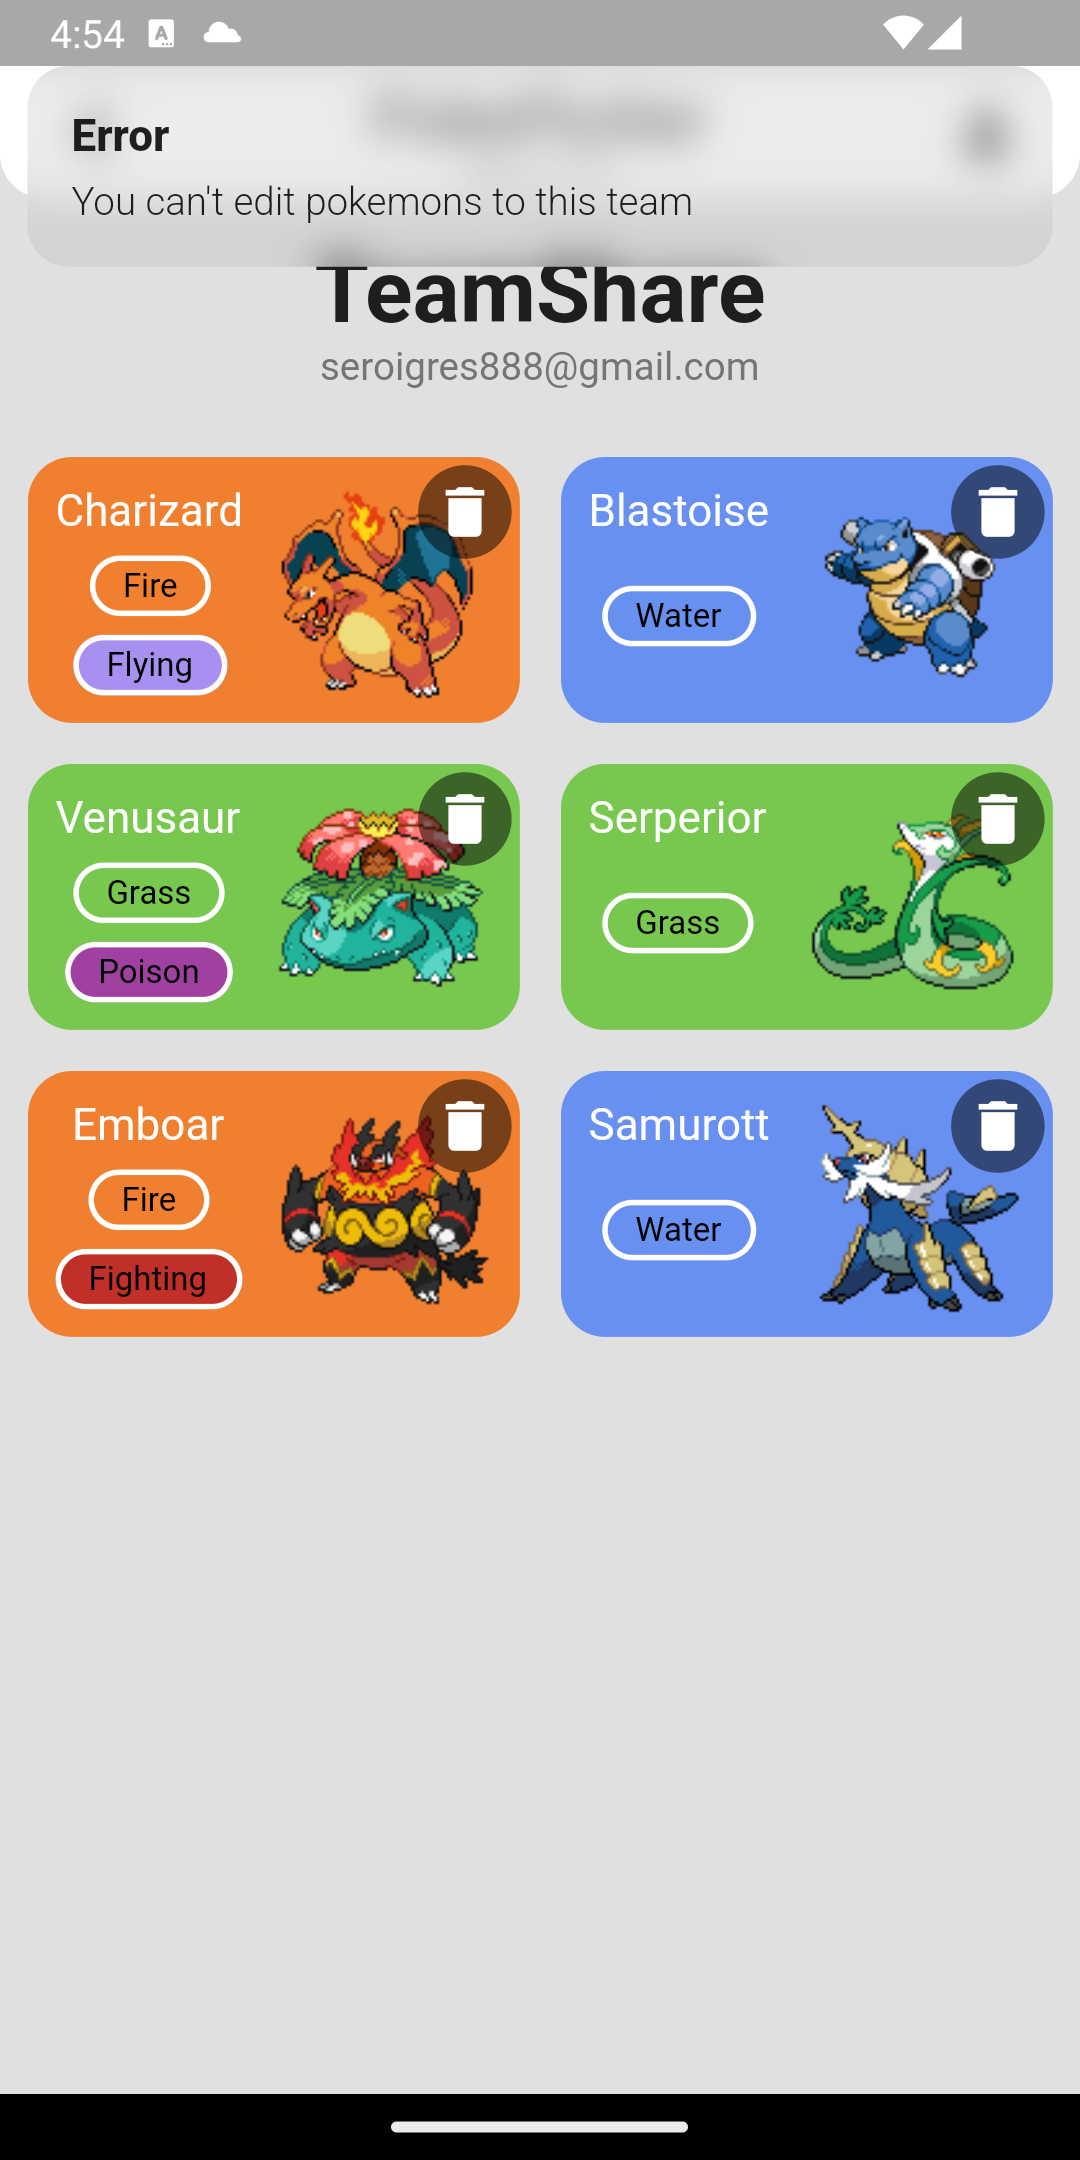 4:54
Error
You can't edit pokemons to this team
TeamShare
seroigres888@gmail.com
Charizard
Fire
Flying
Blastoise
Water
Venusaur
Grass
Poison
Serperior
Grass
Emboar
Fire
Fighting
Samurott
Water